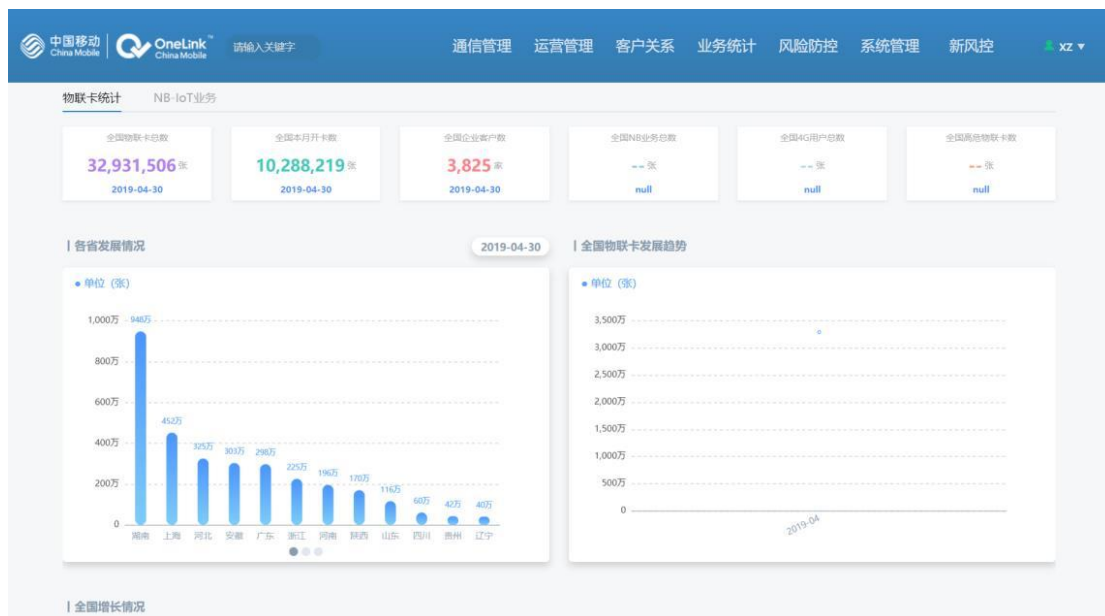 中国移动 China Mobile OneLink™ China Mobile 请输入关键字 通信管理 运营管理 客户关系 业务统计 风险防控 系统管理 新风控 xz
物联卡统计 NB-IoT业务
全国物联卡总数 全国本月开卡数 全国企业客户数 全国NB业务总数 全国4G用户总数 全国高危物联卡数
32,931,506 张 10,288,219 张 3,825 家 -- 张 -- 张 -- 张
2019-04-30 2019-04-30 2019-04-30 null null null
各省发展情况 2019-04-30 全国物联卡发展趋势
单位 (张)
1,000万
800万
600万
400万
200万
0
948万 452万 325万 303万 298万 225万 196万 170万 116万 60万 42万 40万
湖南 上海 河北 安徽 广东 浙江 河南 陕西 山东 四川 贵州 辽宁
单位 (张)
3,500万
3,000万
2,500万
2,000万
1,500万
1,000万
500万
0
2019-04
全国增长情况